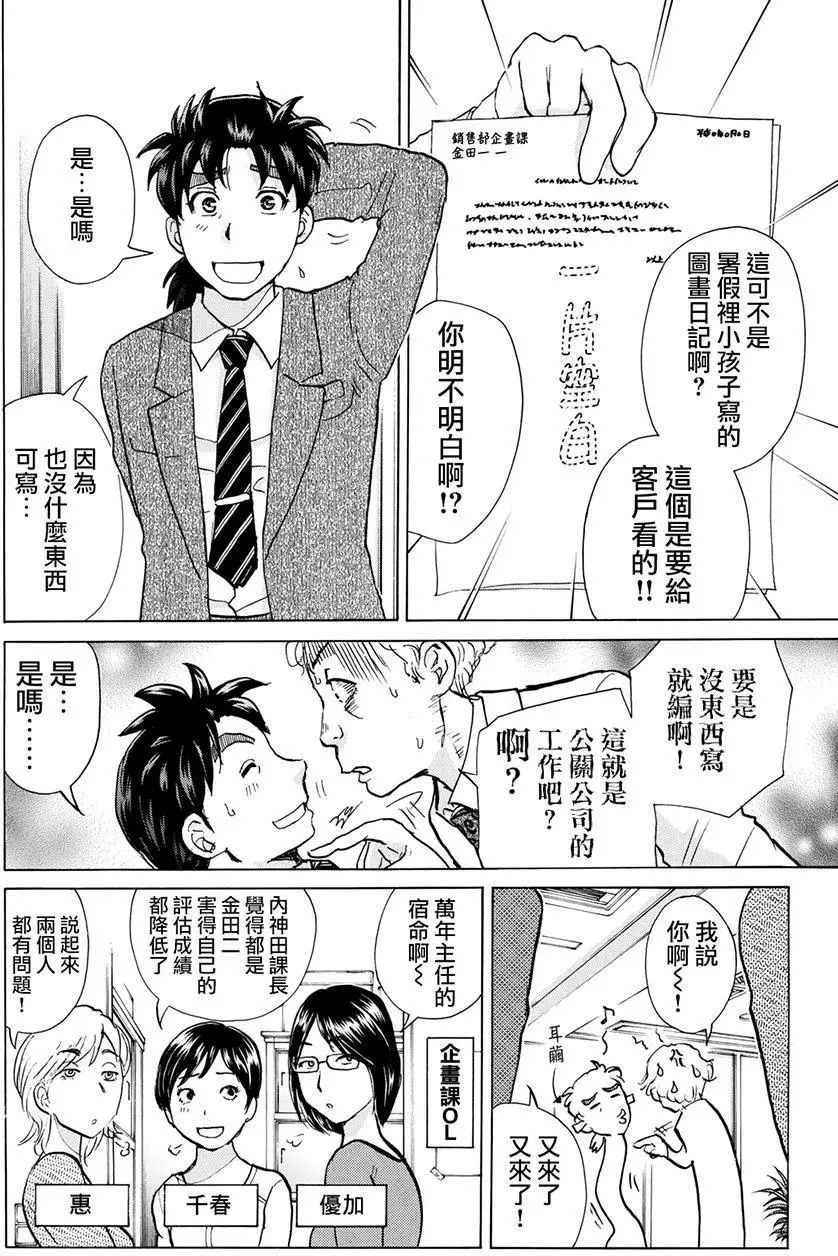 銷售部企畫課
金田一一
一片空白
這可不是
暑假裡小孩子寫的
圖畫日記啊？
這個是要給
客戶看的!!
你明不明白啊!?
是…是嗎
因為
也沒什麼東西
可寫…
要是
沒東西寫
就編啊！
這就是
公關公司的
工作吧？
啊？
是…
是嗎……
我說
你啊~！
耳繭
又來了
又來了！
企畫課OL
萬年主任的
宿命啊~
內神田課長
覺得都是
金田二
害得自己的
評估成績
都降低了
說起來
兩個人
都有問題！
優加
千春
惠